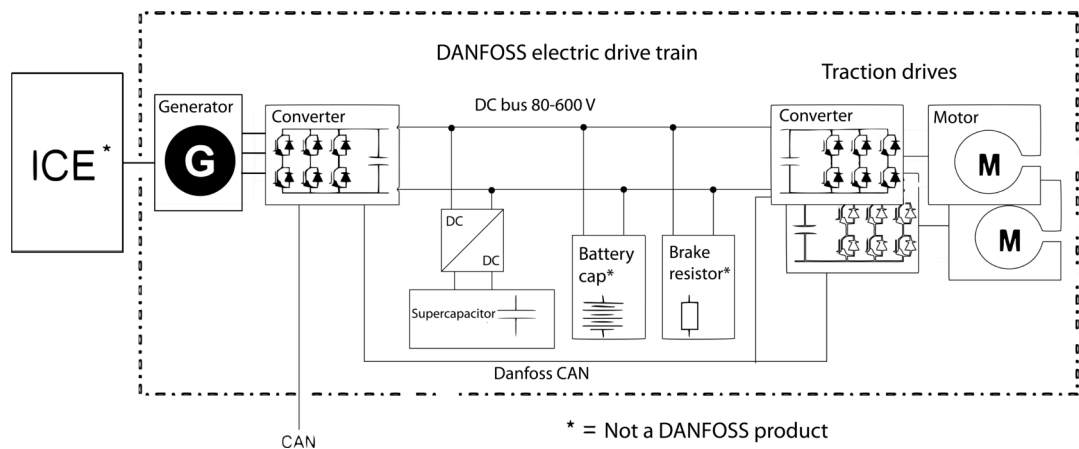 DANFOSS electric drive train
Traction drives
DC bus 80-600 V
ICE*
Generator
G
Converter
Converter
Motor
M
M
DC
DC
Supercapacitor
Battery
cap*
Brake
resistor*
Danfoss CAN
CAN
* = Not a DANFOSS product